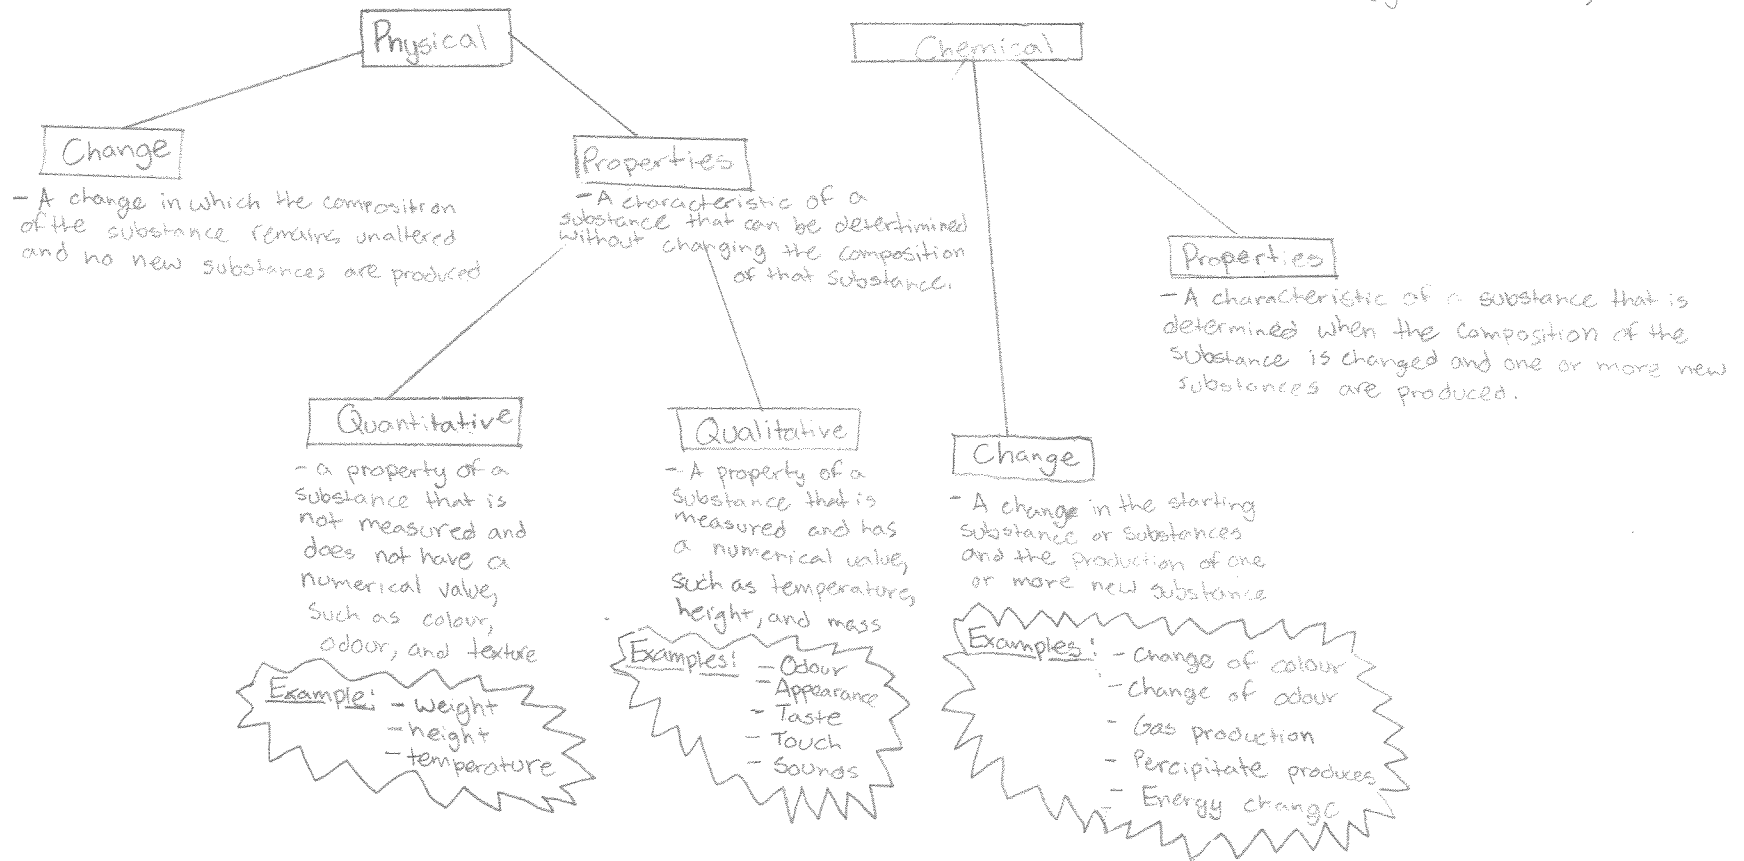 Physical
Chemical
Change
- A change in which the composition
of the substance remains unaltered
and no new substances are produced
Properties
- A characteristic of a
substance that can be determined
without changing the composition
of that substance.
Properties
- A characteristic of a substance that is
determined when the composition of the
substance is changed and one or more new
substances are produced.
Quantitative
- a property of a
substance that is
not measured and
does not have a
numerical value,
such as colour,
odour, and texture
Example:
- Weight
- height
- temperature
Qualitative
- A property of a
substance that is
measured and has
a numerical value,
such as temperature,
height, and mass
Examples:
- Odour
- Appearance
- Taste
- Touch
- Sounds
Change
- A change in the starting
substance or substances
and the production of one
or more new substance
Examples:
- Change of colour
- Change of odour
- Gas production
- Percipitate produces
- Energy change